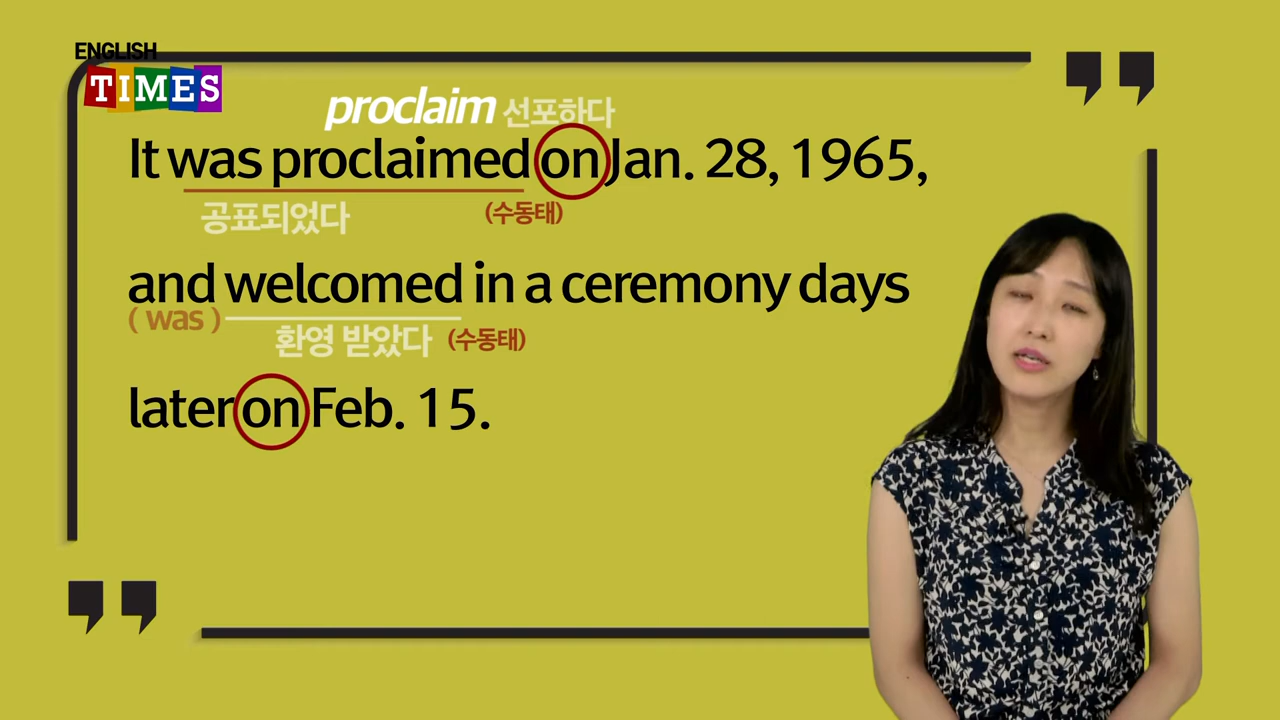 ENGLISH
TIMES
proclaim 선포하다
It was proclaimed on Jan. 28, 1965,
공표되었다 (수동태)
and welcomed in a ceremony days
( was ) 환영 받았다 (수동태)
later on Feb. 15.